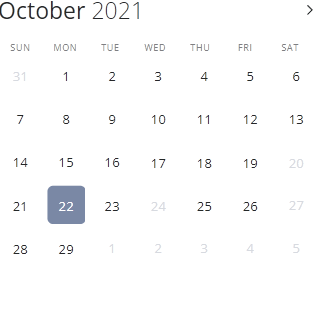 October 2021
SUN MON TUE WED THU FRI SAT
31 1 2 3 4 5 6
7 8 9 10 11 12 13
14 15 16 17 18 19 20
21 22 23 24 25 26 27
28 29 1 2 3 4 5